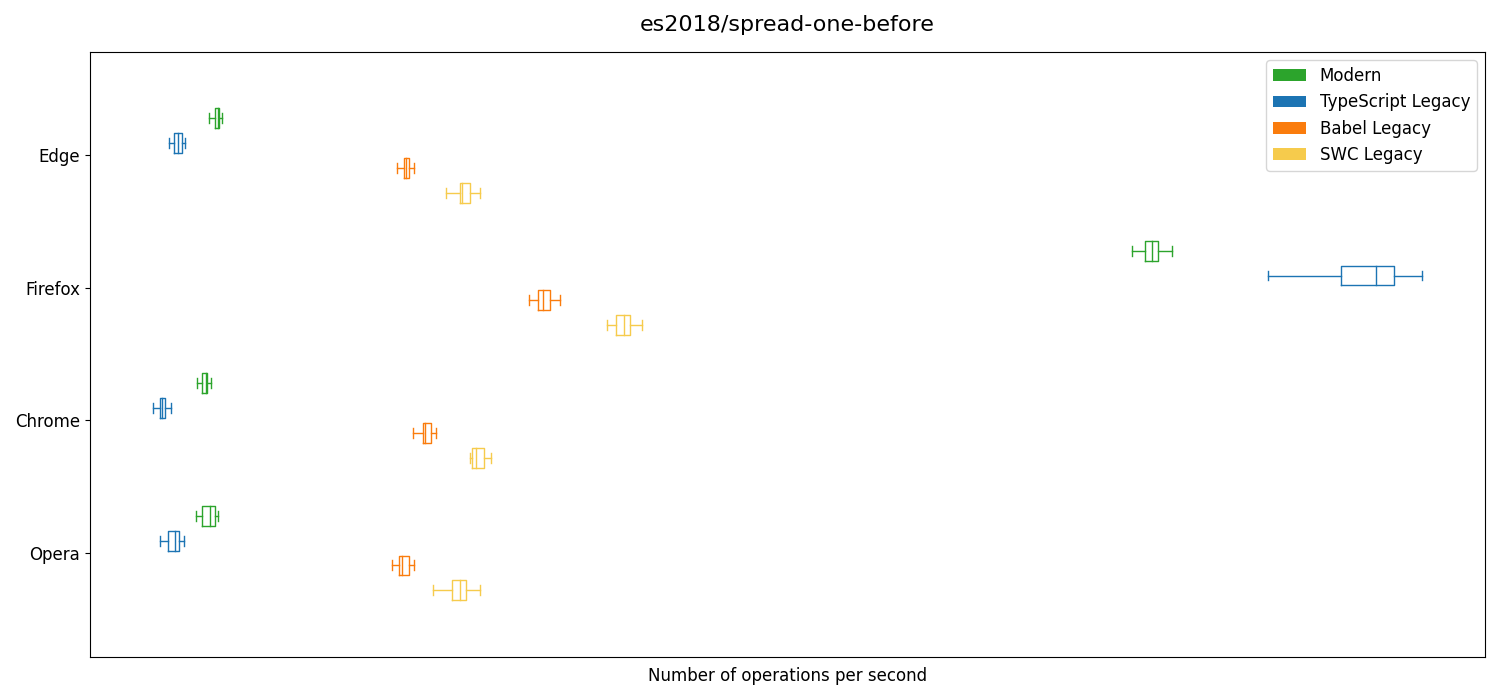 es2018/spread-one-before
Modern
TypeScript Legacy
Babel Legacy
SWC Legacy
Edge
Firefox
Chrome
Opera
Number of operations per second